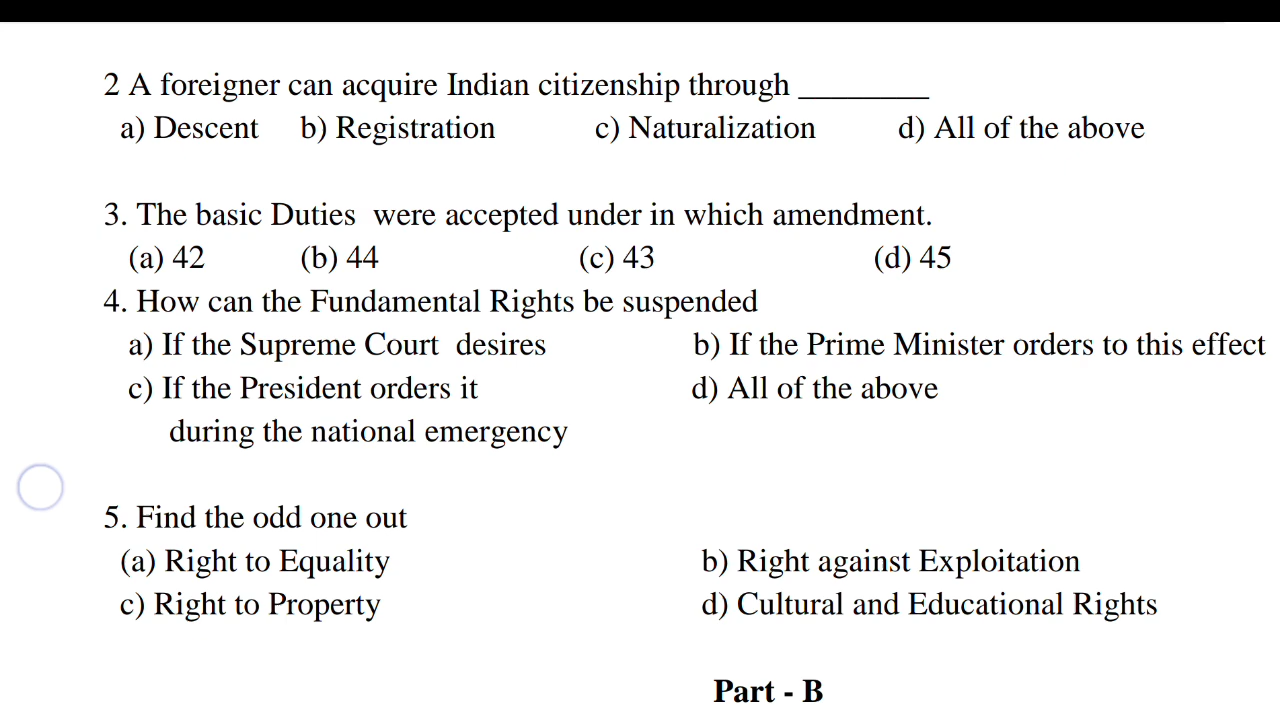 2 A foreigner can acquire Indian citizenship through ________
a) Descent b) Registration c) Naturalization d) All of the above
3. The basic Duties were accepted under in which amendment.
(a) 42 (b) 44 (c) 43 (d) 45
4. How can the Fundamental Rights be suspended
a) If the Supreme Court desires b) If the Prime Minister orders to this effect
c) If the President orders it d) All of the above
during the national emergency
5. Find the odd one out
(a) Right to Equality b) Right against Exploitation
c) Right to Property d) Cultural and Educational Rights
Part - B